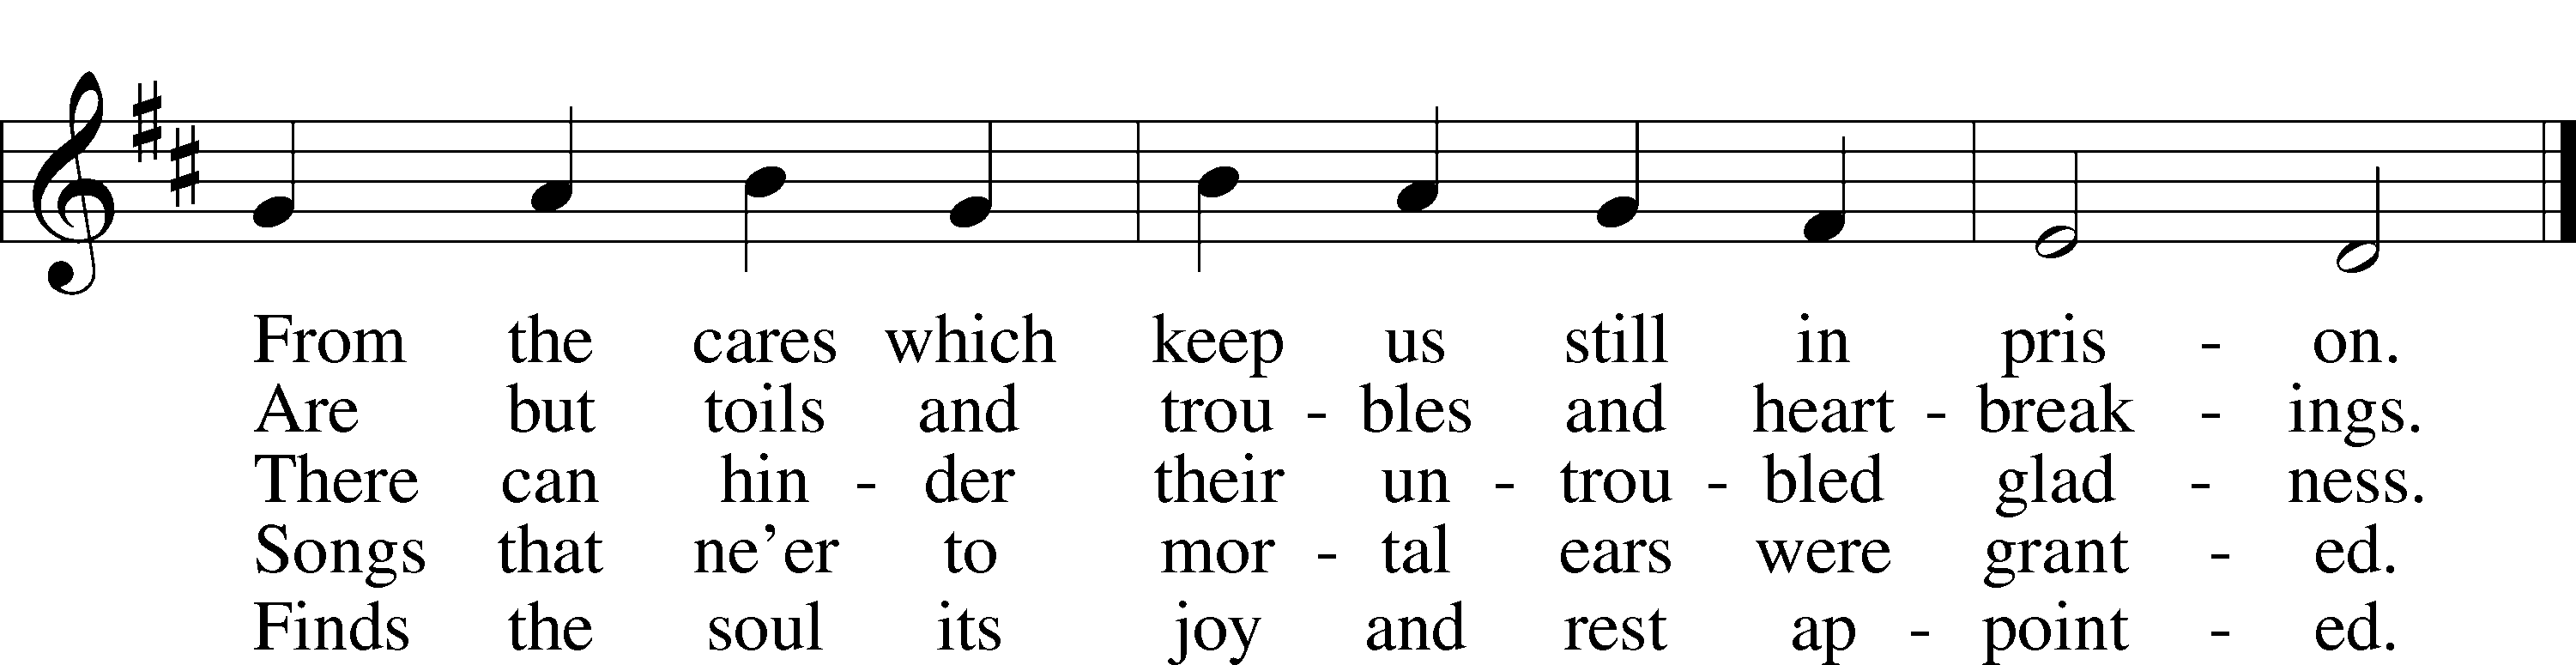 From the cares which keep us still in pris - on.
Are but toils and trou - bles and heart - break - ings.
There can hin - der their un - trou - bled glad - ness.
Songs that ne’er to mor - tal ears were grant - ed.
Finds the soul its joy and rest ap - point - ed.